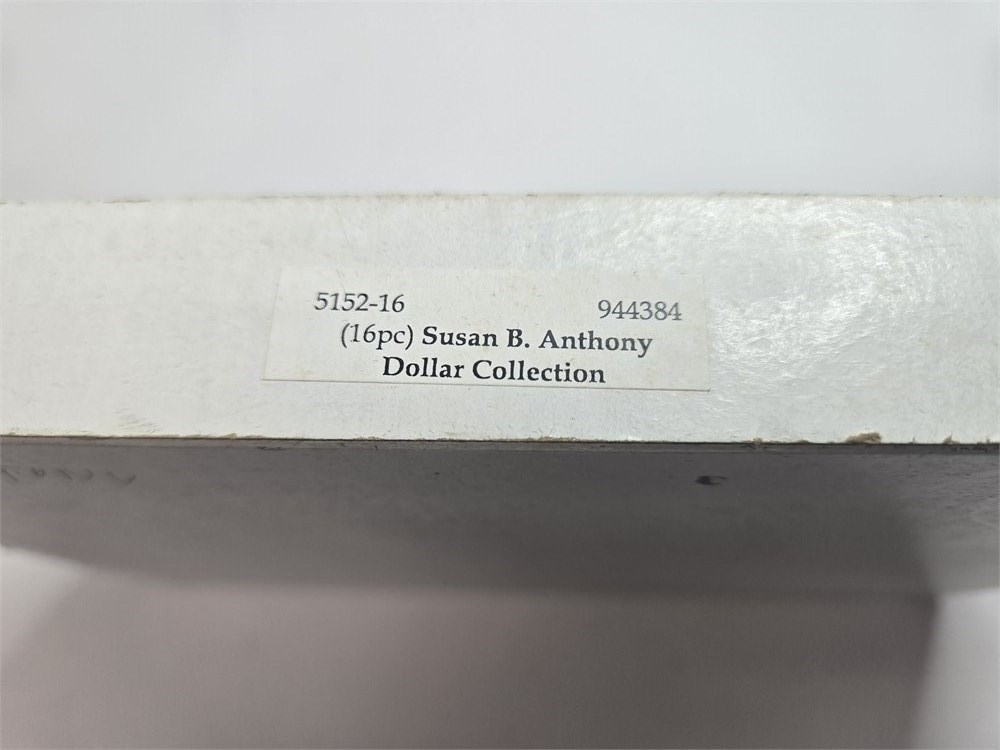 5152-16 944384
(16pc) Susan B. Anthony
Dollar Collection